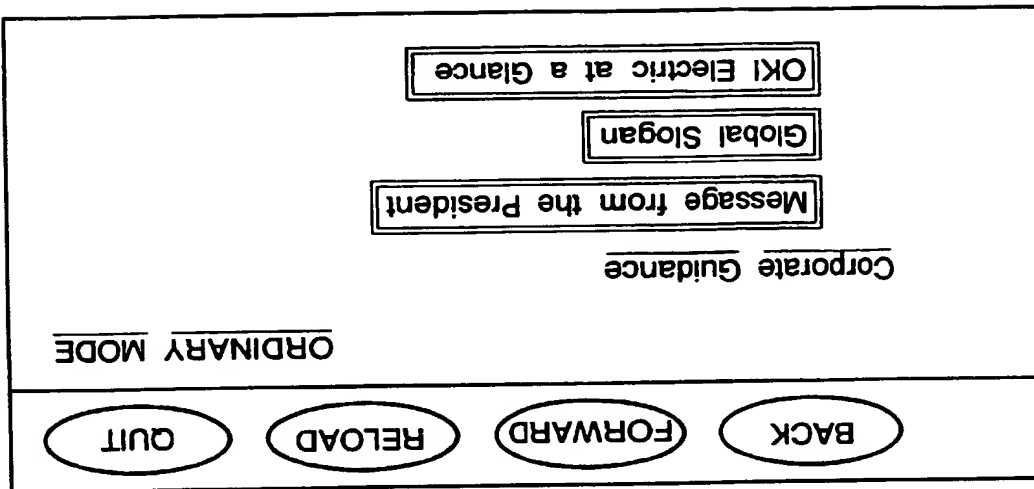 BACK FORWARD RELOAD QUIT
ORDINARY MODE
Corporate Guidance
Message from the President
Global Slogan
OKI Electric at a Glance